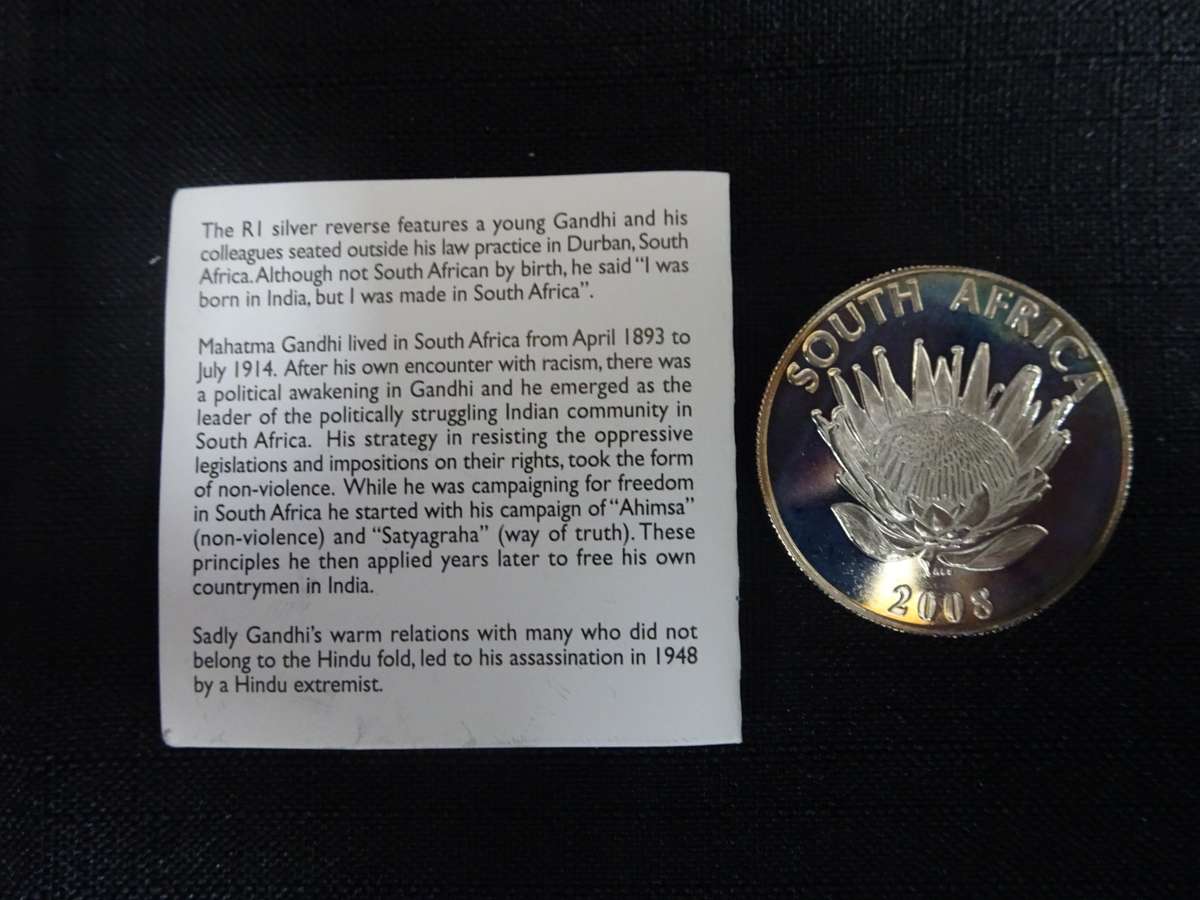 The R1 silver reverse features a young Gandhi and his
colleagues seated outside his law practice in Durban, South
Africa. Although not South African by birth, he said "I was
born in India, but I was made in South Africa".
Mahatma Gandhi lived in South Africa from April 1893 to
July 1914. After his own encounter with racism, there was
a political awakening in Gandhi and he emerged as the
leader of the politically struggling Indian community in
South Africa. His strategy in resisting the oppressive
legislations and impositions on their rights, took the form
of non-violence. While he was campaigning for freedom
in South Africa he started with his campaign of "Ahimsa"
(non-violence) and "Satyagraha" (way of truth). These
principles he then applied years later to free his own
countrymen in India.
Sadly Gandhi's warm relations with many who did not
belong to the Hindu fold, led to his assassination in 1948
by a Hindu extremist.
SOUTH AFRICA
2008